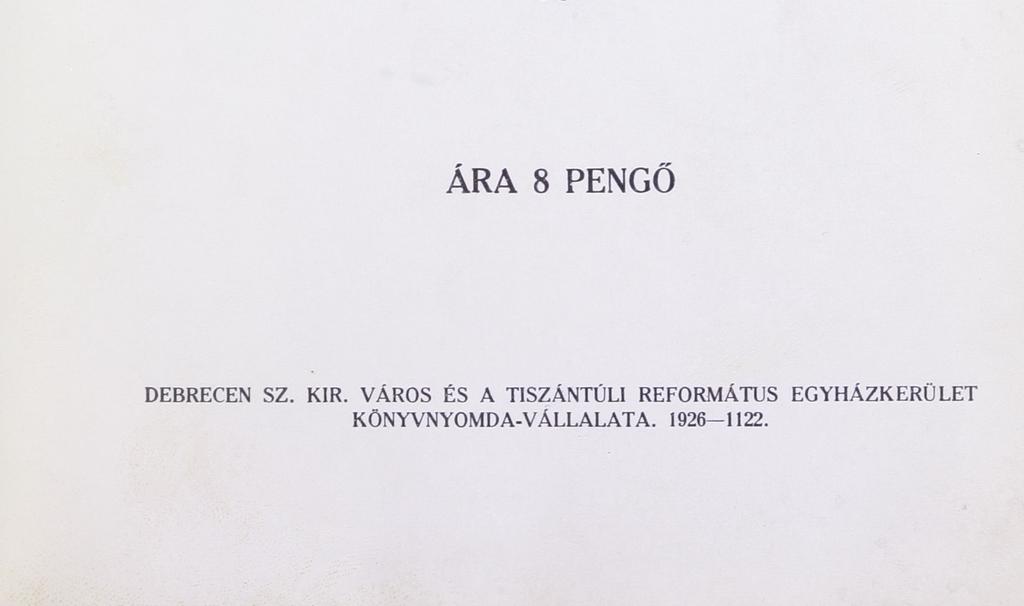 ÁRA 8 PENGŐ
DEBRECEN SZ. KIR. VÁROS ÉS A TISZÁNTÚLI REFORMÁTUS EGYHÁZKERÜLET
KÖNYVNYOMDA-VÁLLALATA. 1926—1122.